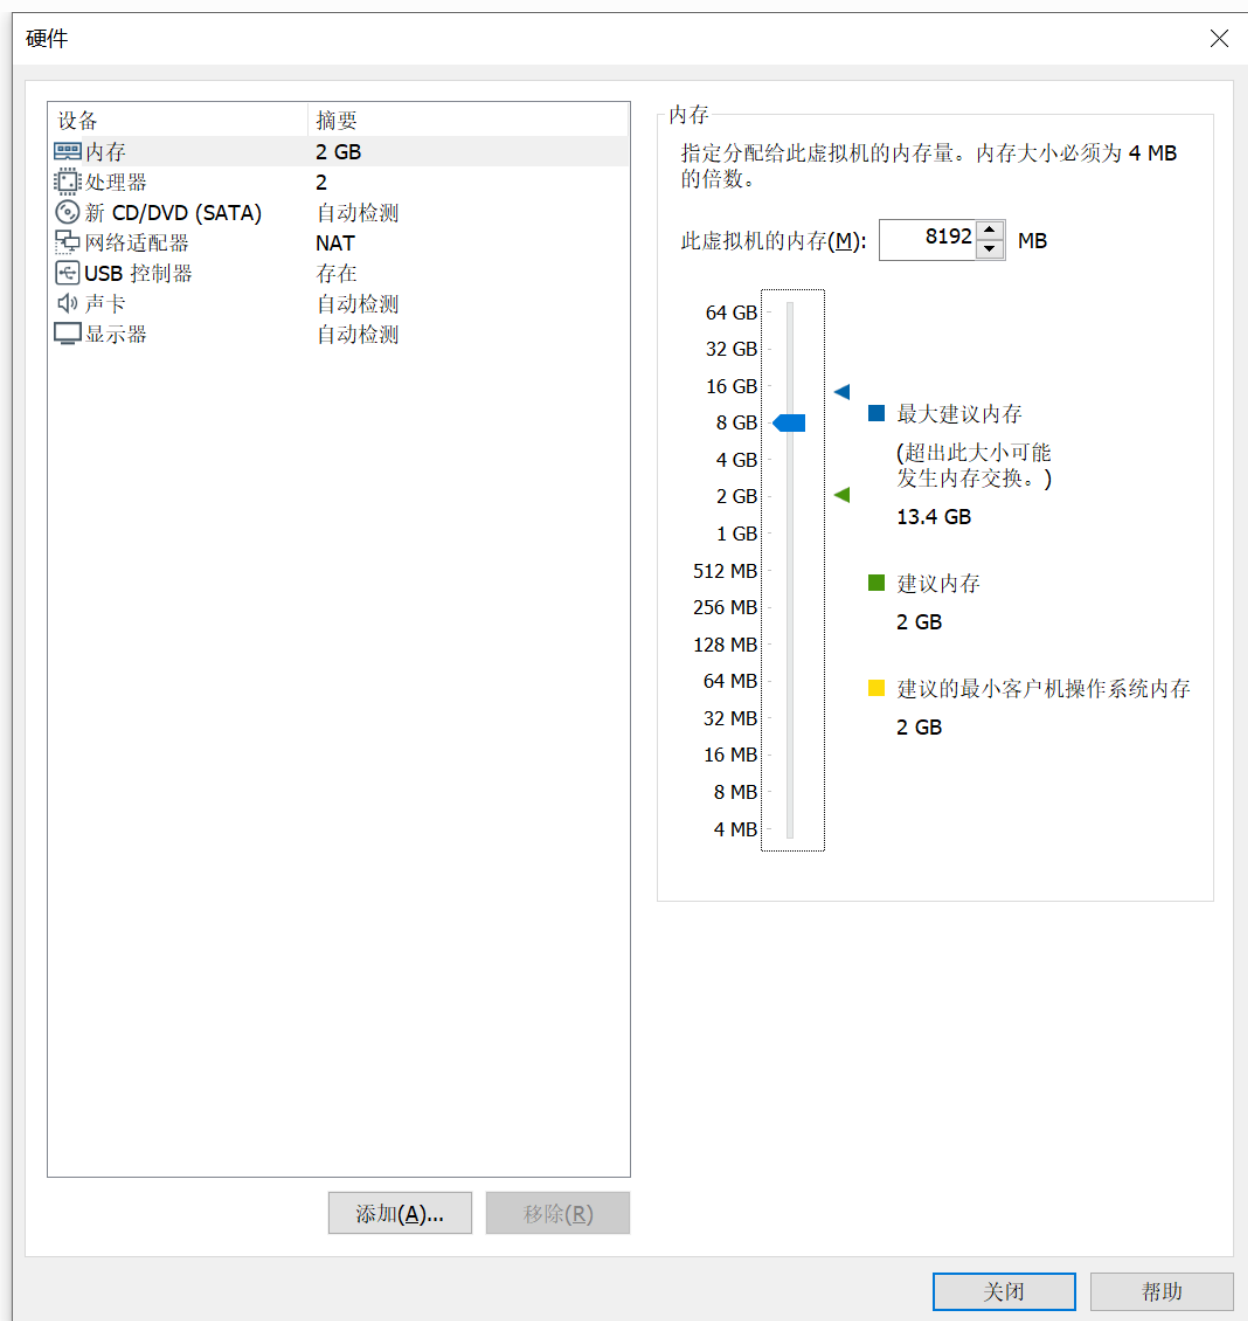 硬件
设备 摘要
内存 2 GB
处理器 2
新 CD/DVD (SATA) 自动检测
网络适配器 NAT
USB 控制器 存在
声卡 自动检测
显示器 自动检测
添加(A)...
移除(R)
内存
指定分配给此虚拟机的内存量。内存大小必须为 4 MB
的倍数。
此虚拟机的内存(M): 8192 MB
64 GB
32 GB
16 GB
8 GB
4 GB
2 GB
1 GB
512 MB
256 MB
128 MB
64 MB
32 MB
16 MB
8 MB
4 MB
最大建议内存
(超出此大小可能
发生内存交换。)
13.4 GB
建议内存
2 GB
建议的最小客户机操作系统内存
2 GB
关闭
帮助